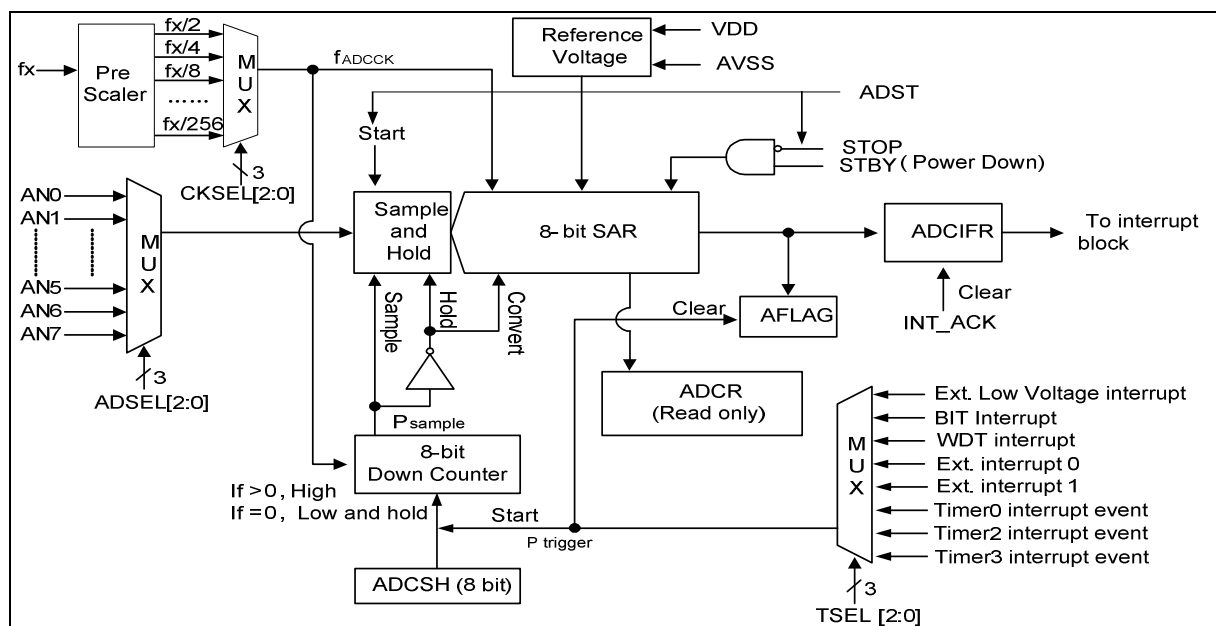 fx
Pre
Scaler
fx/2
fx/4
fx/8
......
fx/256
MUX
3
CKSEL[2:0]
fADCCK
Reference
Voltage
VDD
AVSS
ADST
Start
STOP
STBY ( Power Down)
AN0
AN1
AN5
AN6
AN7
MUX
3
ADSEL[2:0]
Sample
and
Hold
8-bit SAR
ADCIFR
To interrupt
block
Clear
INT_ACK
Sample
Hold
Convert
Clear
AFLAG
ADCR
(Read only)
Psample
8-bit
Down Counter
If >0, High
If =0, Low and hold
Start
P trigger
ADCSH (8 bit)
MUX
Ext. Low Voltage interrupt
BIT Interrupt
WDT interrupt
Ext. interrupt 0
Ext. interrupt 1
Timer0 interrupt event
Timer2 interrupt event
Timer3 interrupt event
3
TSEL [2:0]